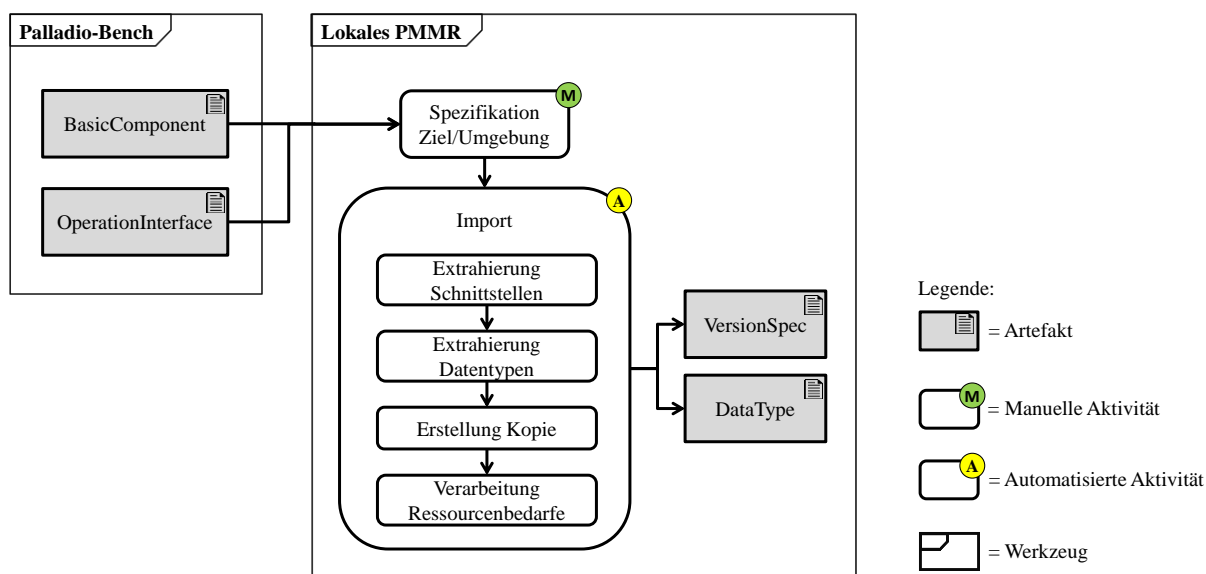 Palladio-Bench
BasicComponent
OperationInterface
Lokales PMMR
Spezifikation
Ziel/Umgebung
M
A
Import
Extrahierung
Schnittstellen
Extrahierung
Datentypen
Erstellung Kopie
Verarbeitung
Ressourcenbedarfe
VersionSpec
DataType
Legende:
= Artefakt
M
= Manuelle Aktivität
A
= Automatisierte Aktivität
= Werkzeug